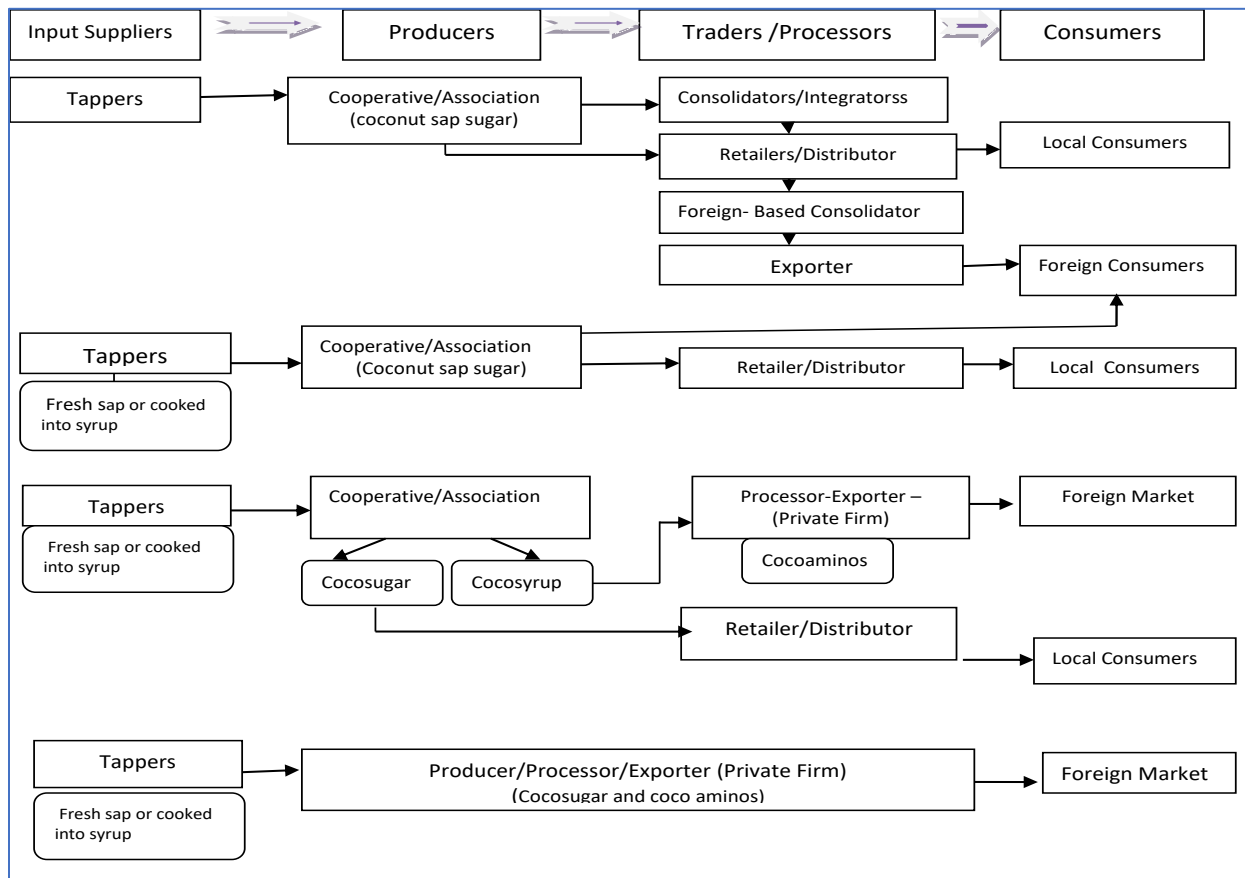 Input Suppliers
Producers
Traders /Processors
Consumers
Tappers
Cooperative/Association
(coconut sap sugar)
Consolidators/Integratorss
Retailers/Distributor
Local Consumers
Foreign- Based Consolidator
Exporter
Foreign Consumers
Tappers
Fresh sap or cooked
into syrup
Cooperative/Association
(Coconut sap sugar)
Retailer/Distributor
Local Consumers
Tappers
Fresh sap or cooked
into syrup
Cooperative/Association
Cocosugar
Cocosyrup
Processor-Exporter –
(Private Firm)
Cocoaminos
Foreign Market
Retailer/Distributor
Local Consumers
Tappers
Fresh sap or cooked
into syrup
Producer/Processor/Exporter (Private Firm)
(Cocosugar and coco aminos)
Foreign Market